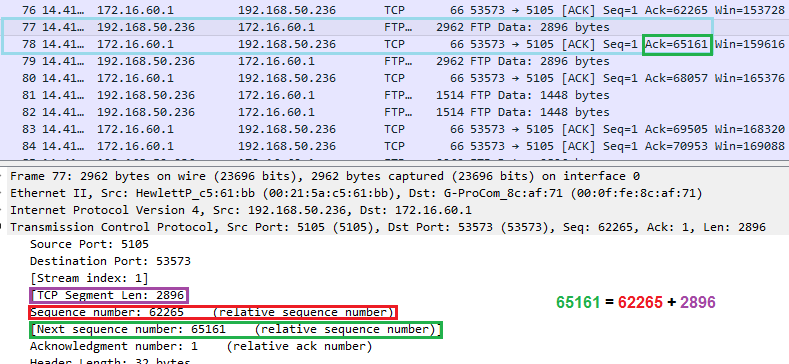 76 14.41… 172.16.60.1 192.168.50.236 TCP 66 53573 → 5105 [ACK] Seq=1 Ack=62265 Win=153728
77 14.41… 192.168.50.236 172.16.60.1 FTP… 2962 FTP Data: 2896 bytes
78 14.41… 172.16.60.1 192.168.50.236 TCP 66 53573 → 5105 [ACK] Seq=1 Ack=65161 Win=159616
79 14.41… 192.168.50.236 172.16.60.1 FTP… 2962 FTP Data: 2896 bytes
80 14.41… 172.16.60.1 192.168.50.236 TCP 66 53573 → 5105 [ACK] Seq=1 Ack=68057 Win=165376
81 14.41… 192.168.50.236 172.16.60.1 FTP… 1514 FTP Data: 1448 bytes
82 14.41… 192.168.50.236 172.16.60.1 FTP… 1514 FTP Data: 1448 bytes
83 14.41… 172.16.60.1 192.168.50.236 TCP 66 53573 → 5105 [ACK] Seq=1 Ack=69505 Win=168320
84 14.41… 172.16.60.1 192.168.50.236 TCP 66 53573 → 5105 [ACK] Seq=1 Ack=70953 Win=169088
Frame 77: 2962 bytes on wire (23696 bits), 2962 bytes captured (23696 bits) on interface 0
Ethernet II, Src: HewlettP_c5:61:bb (00:21:5a:c5:61:bb), Dst: G-ProCom_8c:af:71 (00:0f:fe:8c:af:71)
Internet Protocol Version 4, Src: 192.168.50.236, Dst: 172.16.60.1
Transmission Control Protocol, Src Port: 5105 (5105), Dst Port: 53573 (53573), Seq: 62265, Ack: 1, Len: 2896
Source Port: 5105
Destination Port: 53573
[Stream index: 1]
[TCP Segment Len: 2896]
Sequence number: 62265 (relative sequence number)
[Next sequence number: 65161 (relative sequence number)]
65161 = 62265 + 2896
Acknowledgment number: 1 (relative ack number)
Header Length: 32 bytes